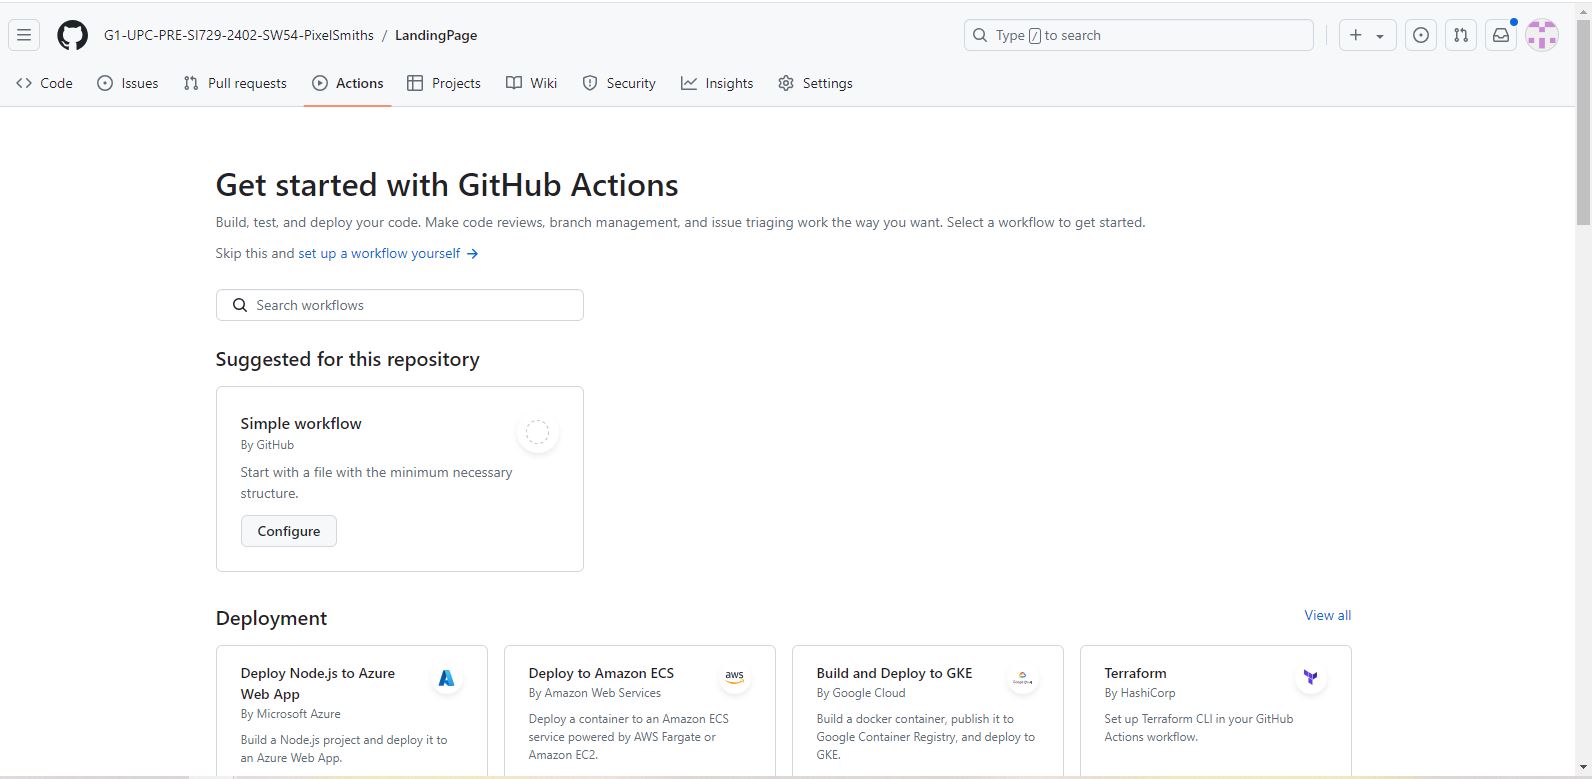 G1-UPC-PRE-SI729-2402-SW54-PixelSmiths / LandingPage
Type / to search
Code
Issues
Pull requests
Actions
Projects
Wiki
Security
Insights
Settings
Get started with GitHub Actions
Build, test, and deploy your code. Make code reviews, branch management, and issue triaging work the way you want. Select a workflow to get started.
Skip this and set up a workflow yourself →
Search workflows
Suggested for this repository
Simple workflow
By GitHub
Start with a file with the minimum necessary
structure.
Configure
Deployment
View all
Deploy Node.js to Azure
Web App
By Microsoft Azure
Build a Node.js project and deploy it to
an Azure Web App.
Deploy to Amazon ECS
aws
By Amazon Web Services
Deploy a container to an Amazon ECS
service powered by AWS Fargate or
Amazon EC2.
Build and Deploy to GKE
By Google Cloud
Build a docker container, publish it to
Google Container Registry, and deploy to
GKE.
Terraform
By HashiCorp
Set up Terraform CLI in your GitHub
Actions workflow.